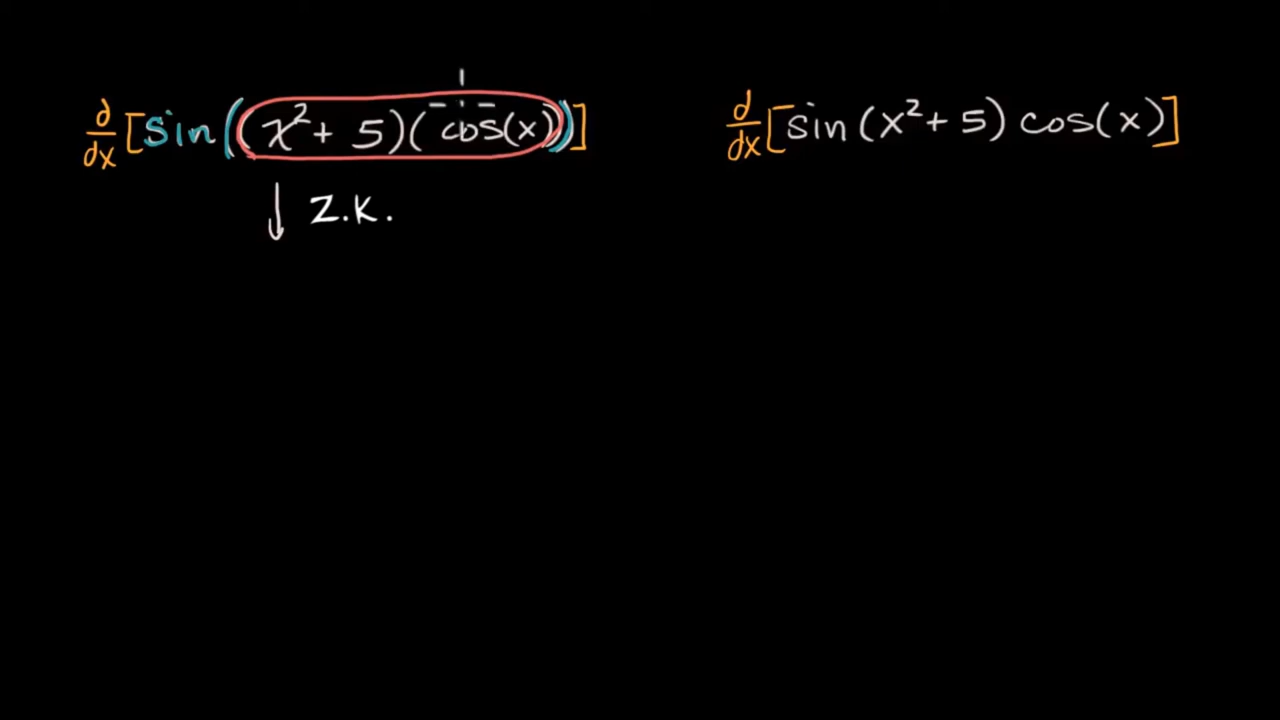 d/dx [sin((x²+ 5)(cos(x)))]
d/dx [sin(x²+5) cos(x)]
↓ Z.K.